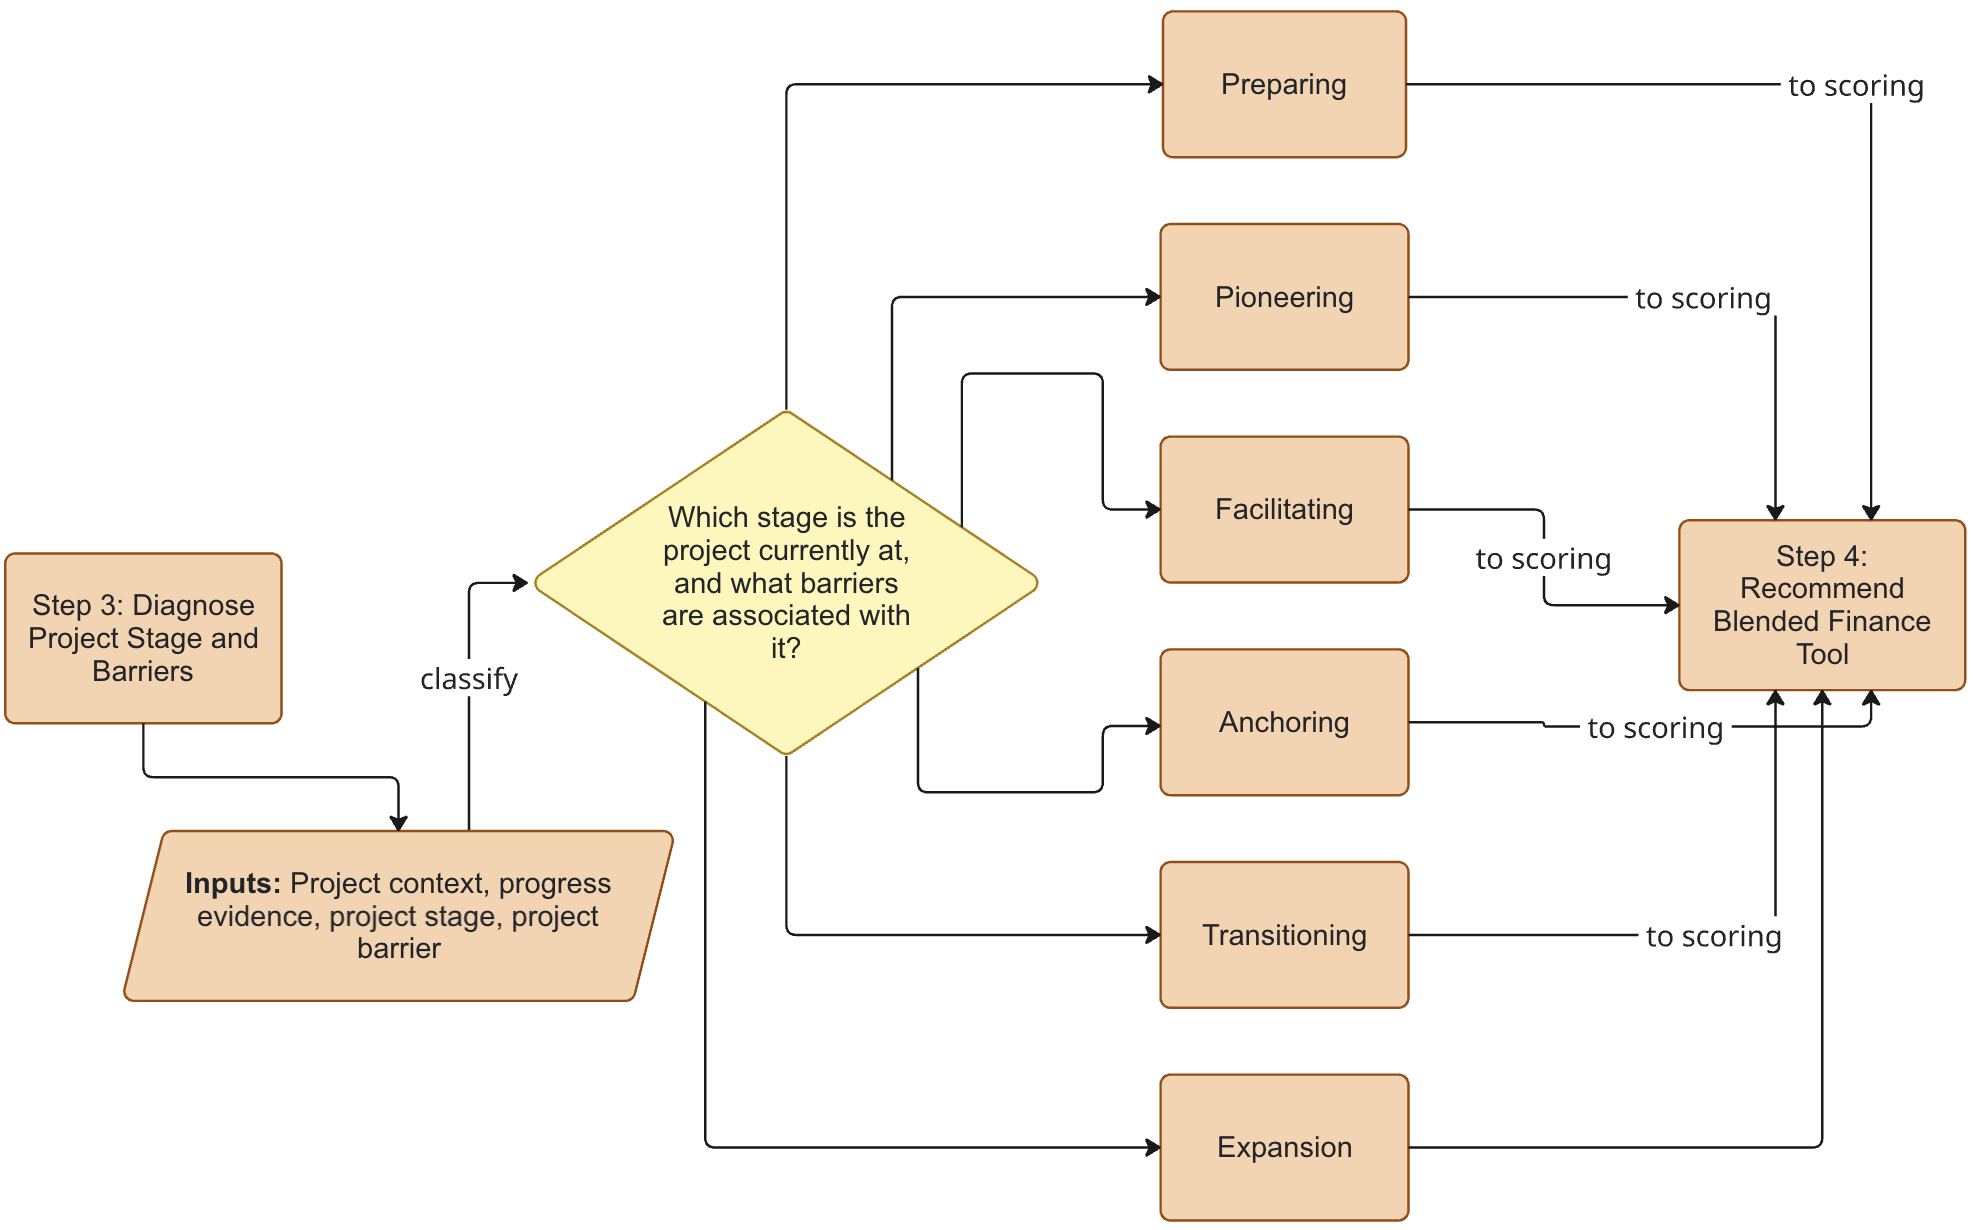 Preparing
to scoring
Pioneering
to scoring
Facilitating
to scoring
Which stage is the
project currently at,
and what barriers
are associated with
it?
Step 3: Diagnose
Project Stage and
Barriers
classify
Step 4:
Recommend
Blended Finance
Tool
Anchoring
to scoring
Inputs: Project context, progress
evidence, project stage, project
barrier
Transitioning
to scoring
Expansion